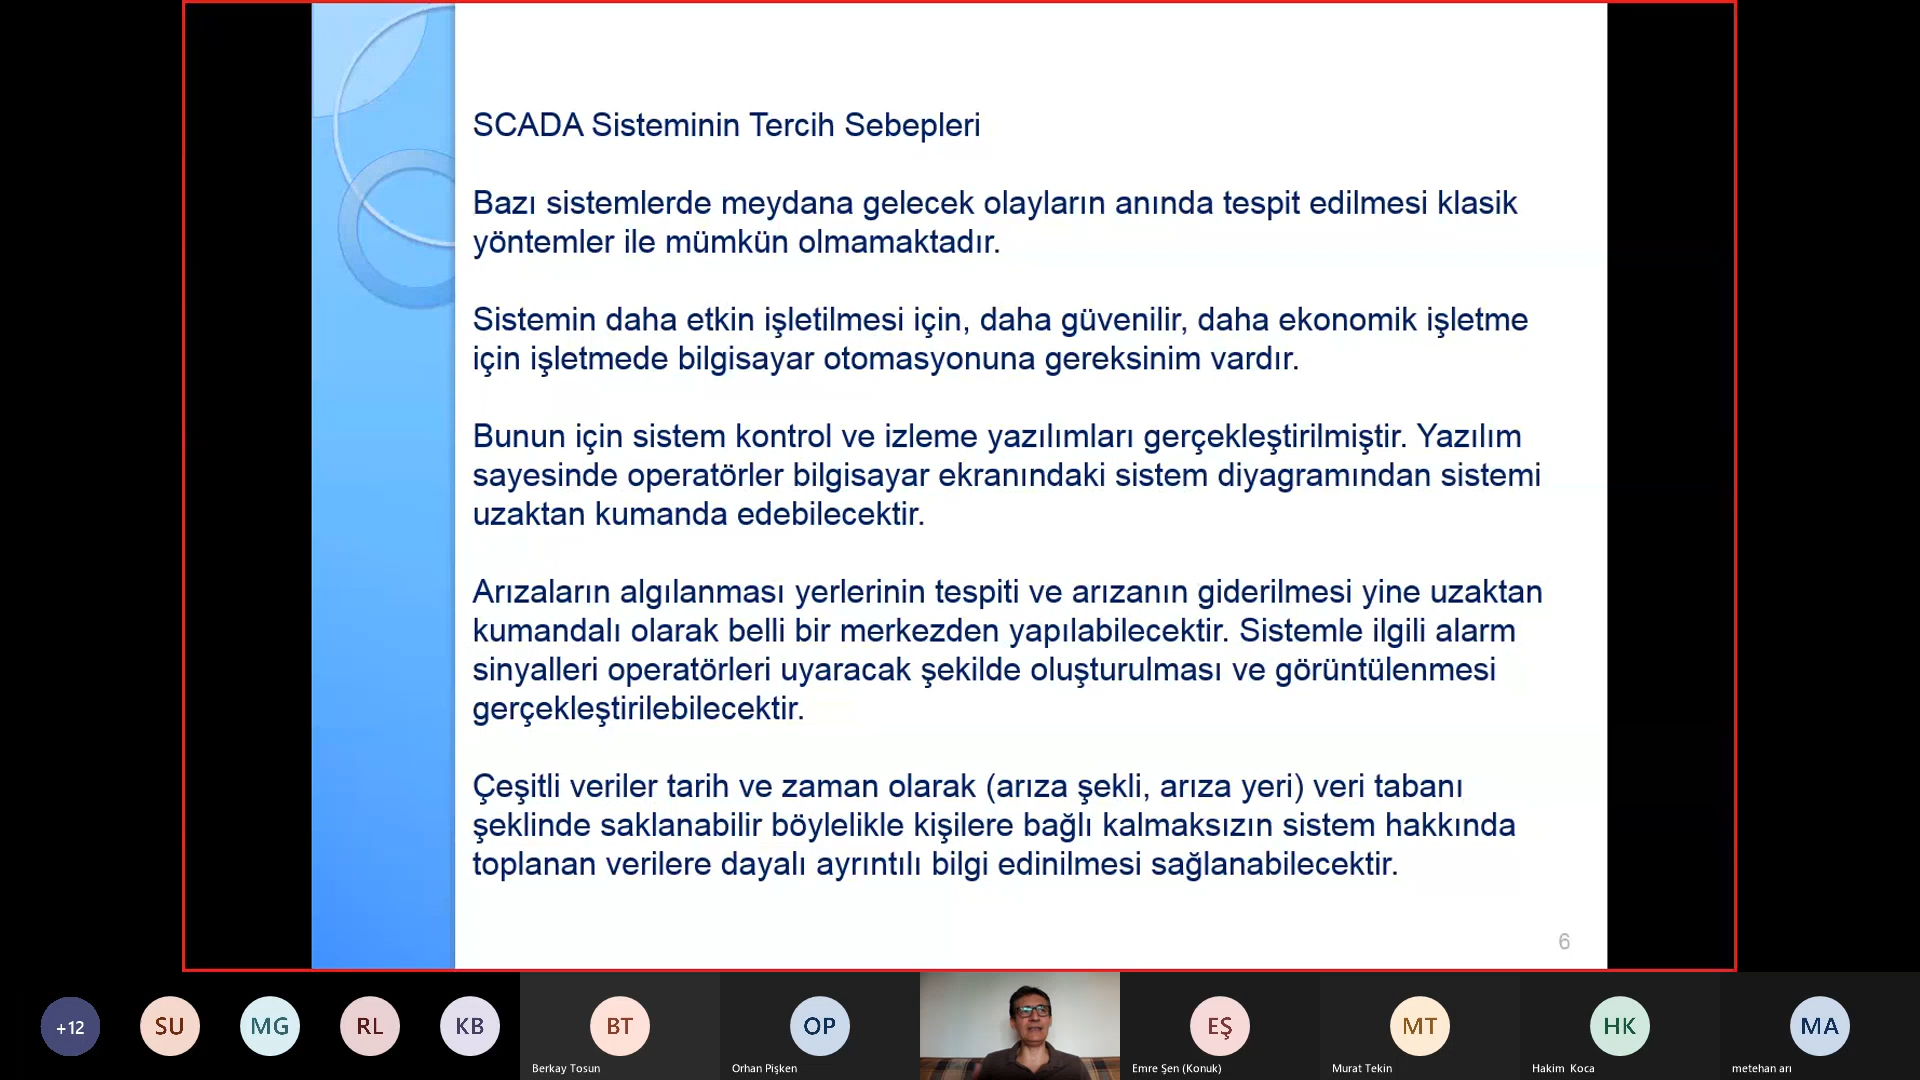 SCADA Sisteminin Tercih Sebepleri
Bazı sistemlerde meydana gelecek olayların anında tespit edilmesi klasik
yöntemler ile mümkün olmamaktadır.
Sistemin daha etkin işletilmesi için, daha güvenilir, daha ekonomik işletme
için işletmede bilgisayar otomasyonuna gereksinim vardır.
Bunun için sistem kontrol ve izleme yazılımları gerçekleştirilmiştir. Yazılım
sayesinde operatörler bilgisayar ekranındaki sistem diyagramından sistemi
uzaktan kumanda edebilecektir.
Arızaların algılanması yerlerinin tespiti ve arızanın giderilmesi yine uzaktan
kumandalı olarak belli bir merkezden yapılabilecektir. Sistemle ilgili alarm
sinyalleri operatörleri uyaracak şekilde oluşturulması ve görüntülenmesi
gerçekleştirilebilecektir.
Çeşitli veriler tarih ve zaman olarak (arıza şekli, arıza yeri) veri tabanı
şeklinde saklanabilir böylelikle kişilere bağlı kalmaksızın sistem hakkında
toplanan verilere dayalı ayrıntılı bilgi edinilmesi sağlanabilecektir.
6
+12 SU MG RL KB BT OP EŞ MT HK MA
Berkay Tosun Orhan Pişken Emre Şen (Konuk) Murat Tekin Hakim Koca metehan arı